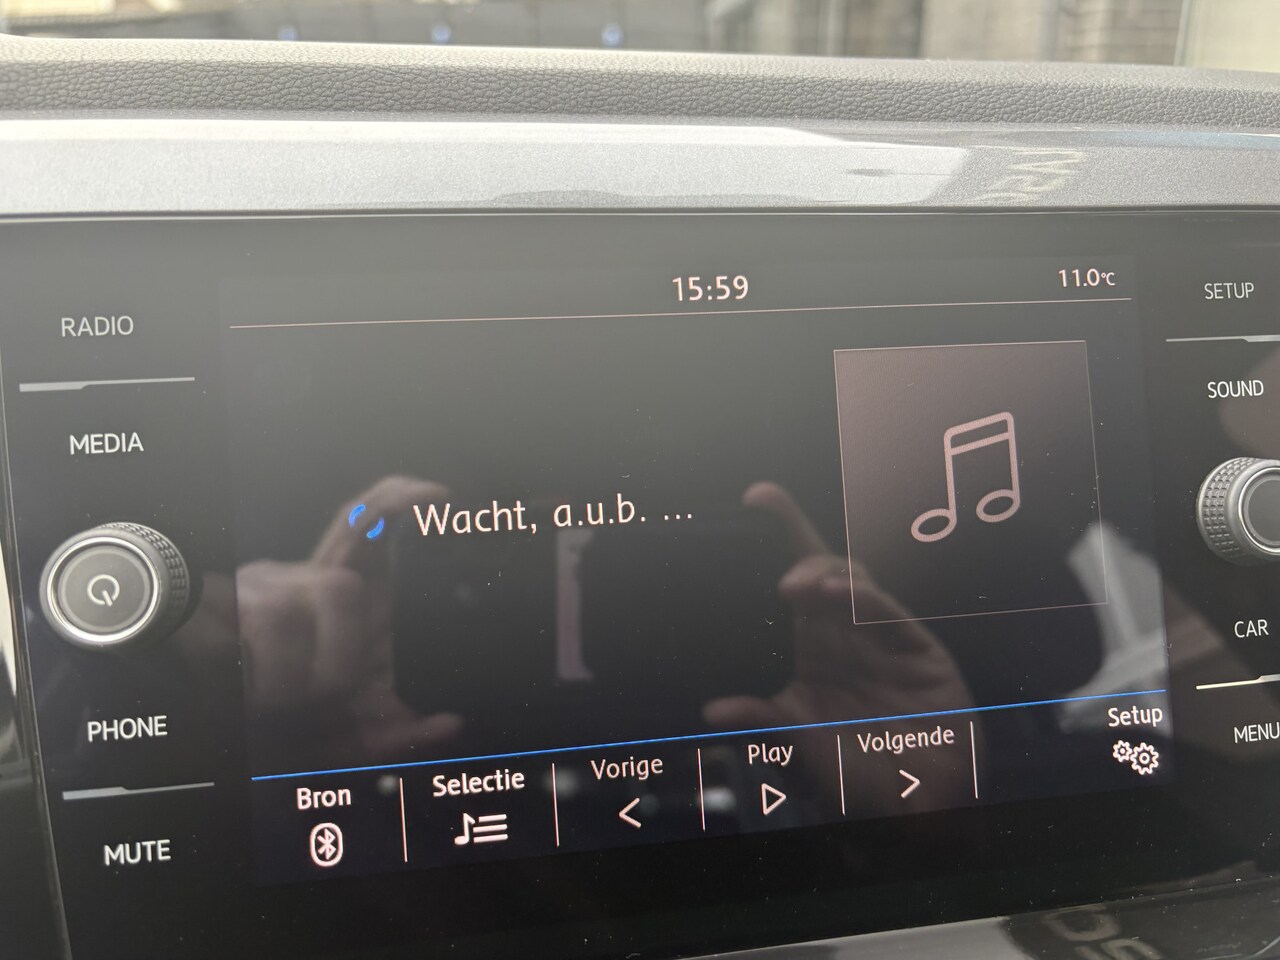 15:59
11.0°C
RADIO
MEDIA
PHONE
MUTE
Wacht, a.u.b. ...
Bron
Selectie
Vorige
Play
Volgende
Setup
SETUP
SOUND
CAR
MENU